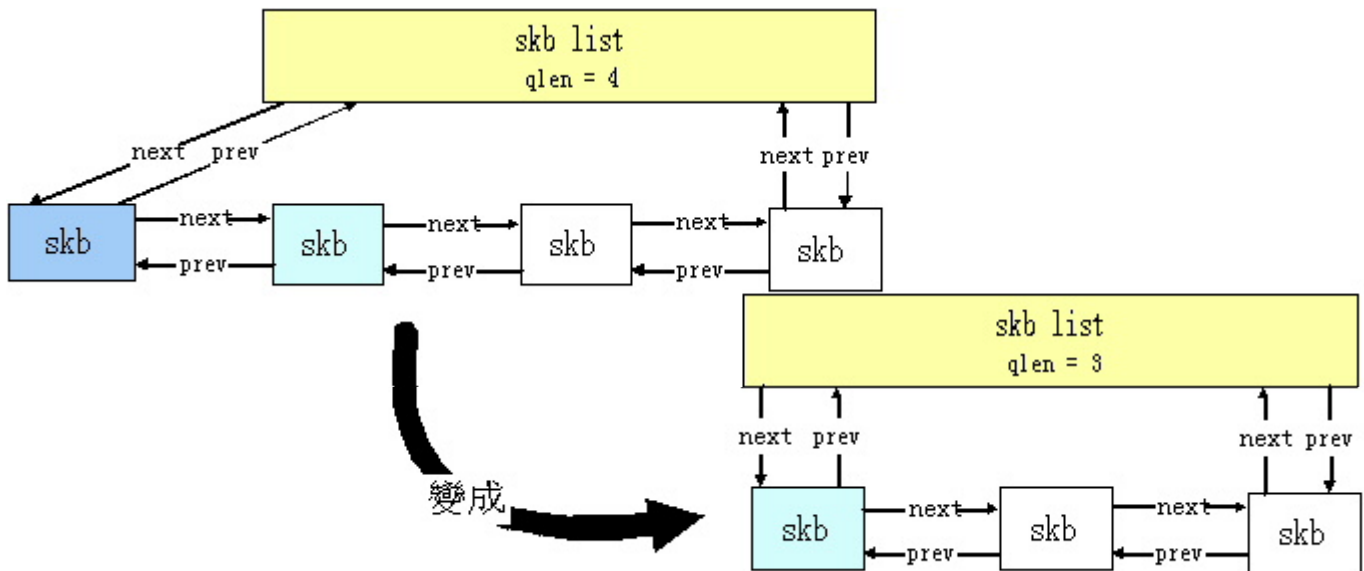 skb list
qlen = 4
next prev
next prev
skb next skb next skb next skb
prev prev prev
skb list
qlen = 3
next prev
next prev
變成
skb next skb next skb
prev prev